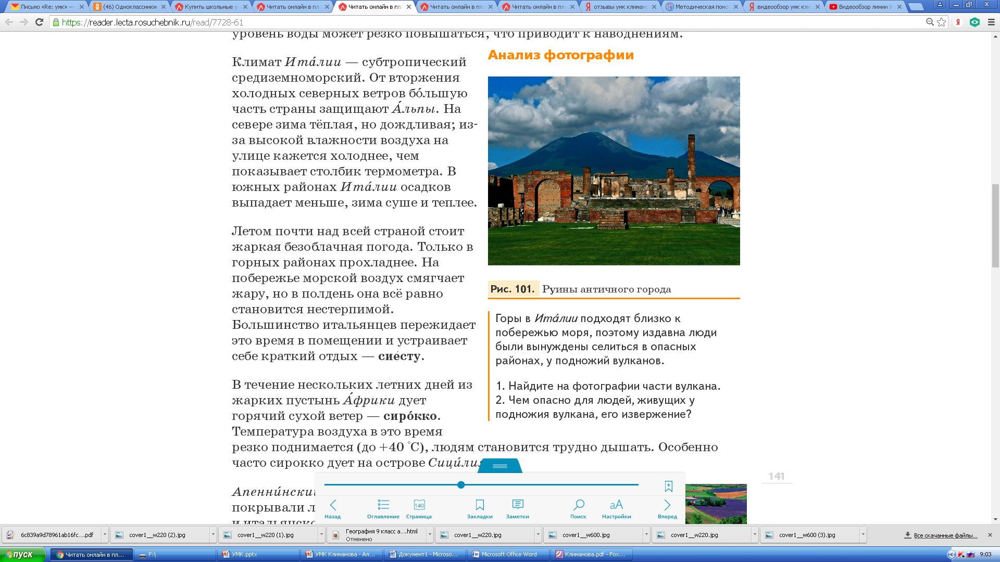 Письмо «Re: умк» —
(46) Одноклассники
Купить школьные у
Читать онлайн в пл
Читать онлайн в пл
Читать онлайн в пл
Читать онлайн в пл
отзывы умк климан
Методическая помо
видеообзор умк кли
Видеообзор линии У
https://reader.lecta.rosuchebnik.ru/read/7728-61
уровень воды может резко повышаться, что приводит к наводнениям.
Климат Ита́лии — субтропический
средиземноморский. От вторжения
холодных северных ветров бо́льшую
часть страны защищают А́льпы. На
севере зима тёплая, но дождливая; из-
за высокой влажности воздуха на
улице кажется холоднее, чем
показывает столбик термометра. В
южных районах Ита́лии осадков
выпадает меньше, зима суше и теплее.
Летом почти над всей страной стоит
жаркая безоблачная погода. Только в
горных районах прохладнее. На
побережье морской воздух смягчает
жару, но в полдень она всё равно
становится нестерпимой.
Большинство итальянцев пережидает
это время в помещении и устраивает
себе краткий отдых — сие́сту.
В течение нескольких летних дней из
жарких пустынь А́фрики дует
горячий сухой ветер — сиро́кко.
Температура воздуха в это время
резко поднимается (до +40 °С), людям становится трудно дышать. Особенно
часто сирокко дует на острове Сици́лия
Апенни́нски
покрывали л
и итальянско
Анализ фотографии
Рис. 101. Руины античного города
Горы в Ита́лии подходят близко к
побережью моря, поэтому издавна люди
были вынуждены селиться в опасных
районах, у подножий вулканов.
1. Найдите на фотографии части вулкана.
2. Чем опасно для людей, живущих у
подножия вулкана, его извержение?
141
Назад
Оглавление
140
Страница
Закладки
Заметки
Поиск
аА
Настройки
Вперед
6c839a9d78961ab16fc....pdf
cover1__w220 (2).jpg
cover1__w220 (1).jpg
География 9 класс а....html
Отменено
cover1__w220.jpg
cover1__w600.jpg
cover1__w220.jpg
cover1__w600 (3).jpg
Все скачанные файлы...
пуск
Читать онлайн в пл...
F:\
УМК.pptx
УМК Климанова - Ал...
Документ1 - Microso...
Microsoft Office Word
Климанова.pdf - Fox...
9:03